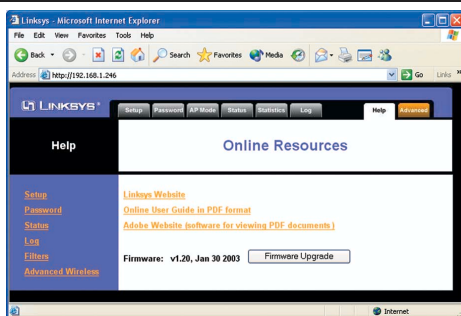 Linksys - Microsoft Internet Explorer
File Edit View Favorites Tools Help
Back Search Favorites Media
Address http://192.168.1.246 Go Links »
LINKSYS® Setup Password AP Mode Status Statistics Log Help Advanced
Help Online Resources
Setup Linksys Website
Password Online User Guide in PDF format
Status Adobe Website (software for viewing PDF documents)
Log
Filters Firmware: v1.20, Jan 30 2003 Firmware Upgrade
Advanced Wireless
Internet